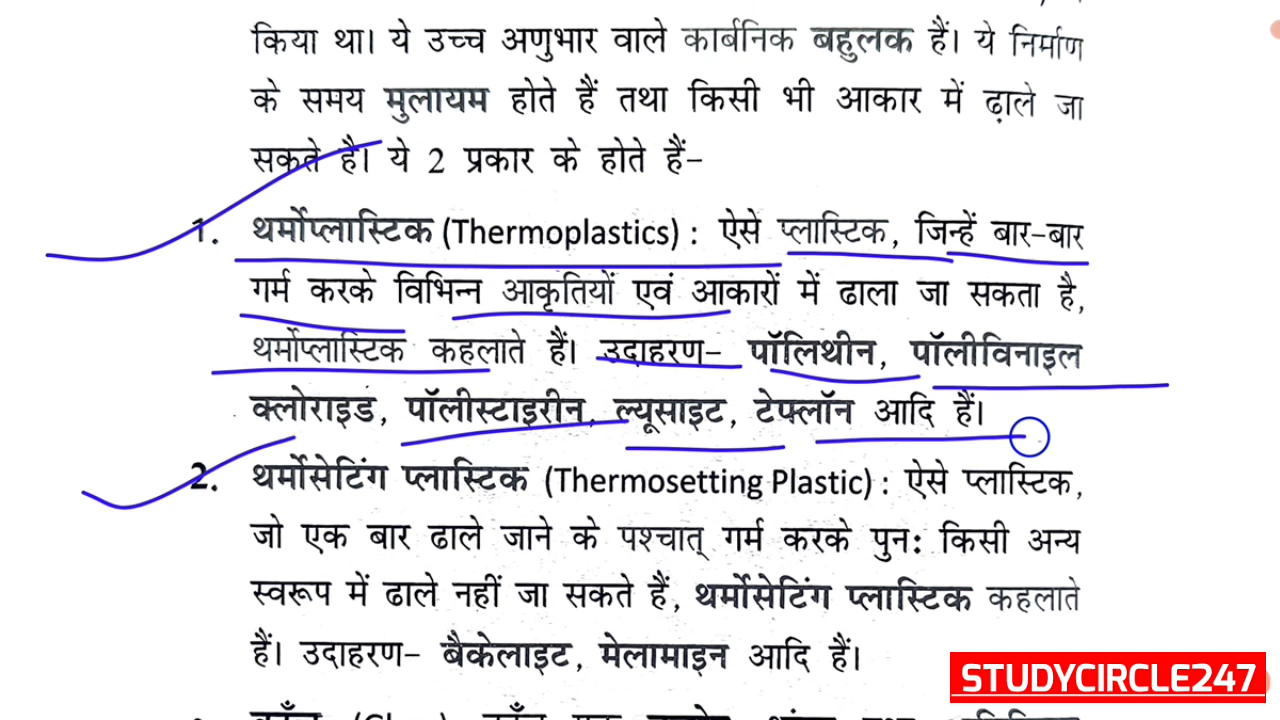 किया था। ये उच्च अणुभार वाले कार्बनिक बहुलक हैं। ये निर्माण
के समय मुलायम होते हैं तथा किसी भी आकार में ढ़ाले जा
सकते है। ये 2 प्रकार के होते हैं-
1. थर्मोप्लास्टिक (Thermoplastics) : ऐसे प्लास्टिक, जिन्हें बार-बार
गर्म करके विभिन्न आकृतियों एवं आकारों में ढाला जा सकता है,
थर्मोप्लास्टिक कहलाते हैं। उदाहरण- पॉलिथीन, पॉलीविनाइल
क्लोराइड, पॉलीस्टाइरीन, ल्यूसाइट, टेफ्लॉन आदि हैं।
2. थर्मोसेटिंग प्लास्टिक (Thermosetting Plastic) : ऐसे प्लास्टिक,
जो एक बार ढाले जाने के पश्चात् गर्म करके पुन: किसी अन्य
स्वरूप में ढाले नहीं जा सकते हैं, थर्मोसेटिंग प्लास्टिक कहलाते
हैं। उदाहरण- बैकेलाइट, मेलामाइन आदि हैं।
STUDYCIRCLE247